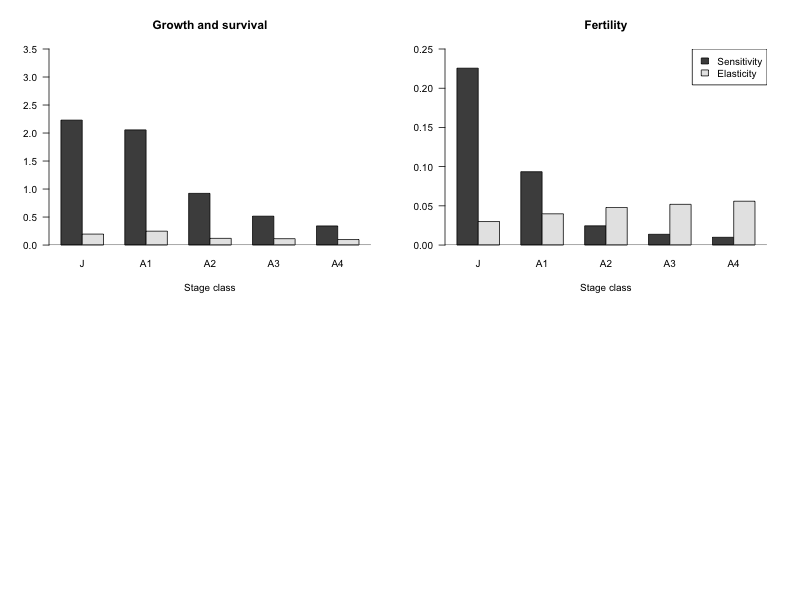 Growth and survival
3.5
3.0
2.5
2.0
1.5
1.0
0.5
0.0
J A1 A2 A3 A4
Stage class
Fertility
0.25
0.20
0.15
0.10
0.05
0.00
Sensitivity
Elasticity
J A1 A2 A3 A4
Stage class